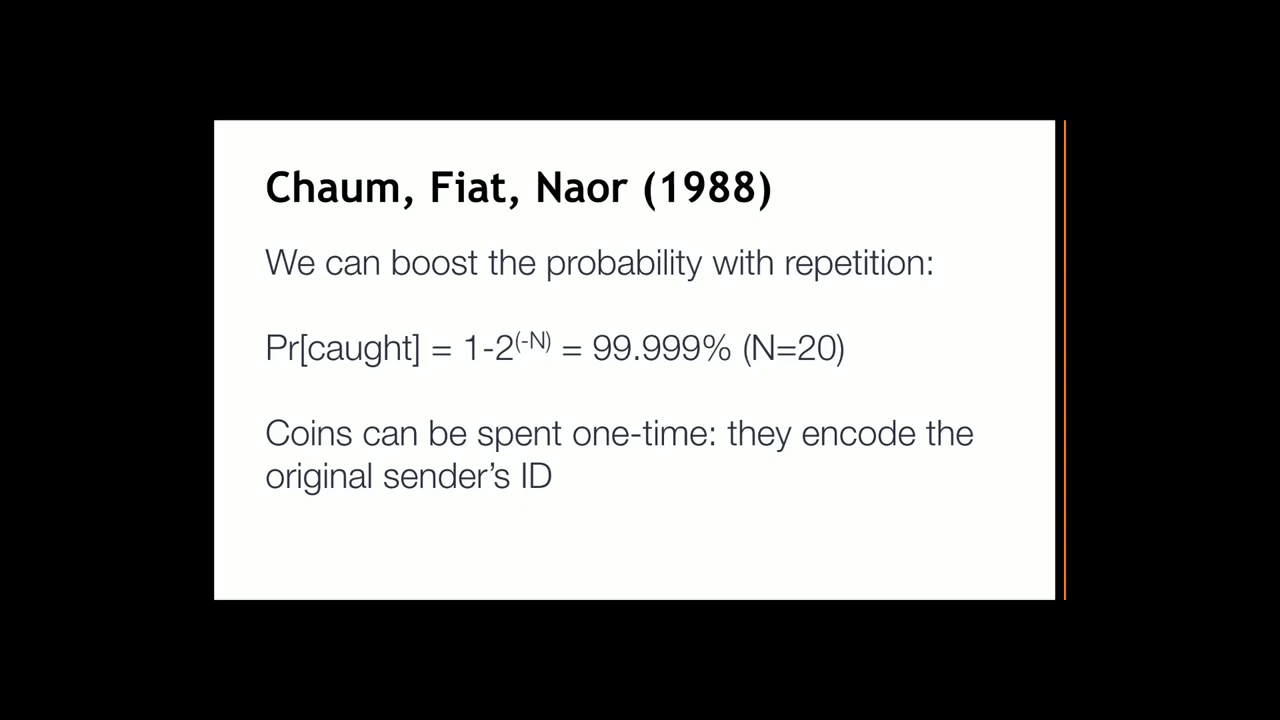 Chaum, Fiat, Naor (1988)
We can boost the probability with repetition:
Pr[caught] = 1-2⁽⁻ᴺ⁾ = 99.999% (N=20)
Coins can be spent one-time: they encode the
original sender’s ID